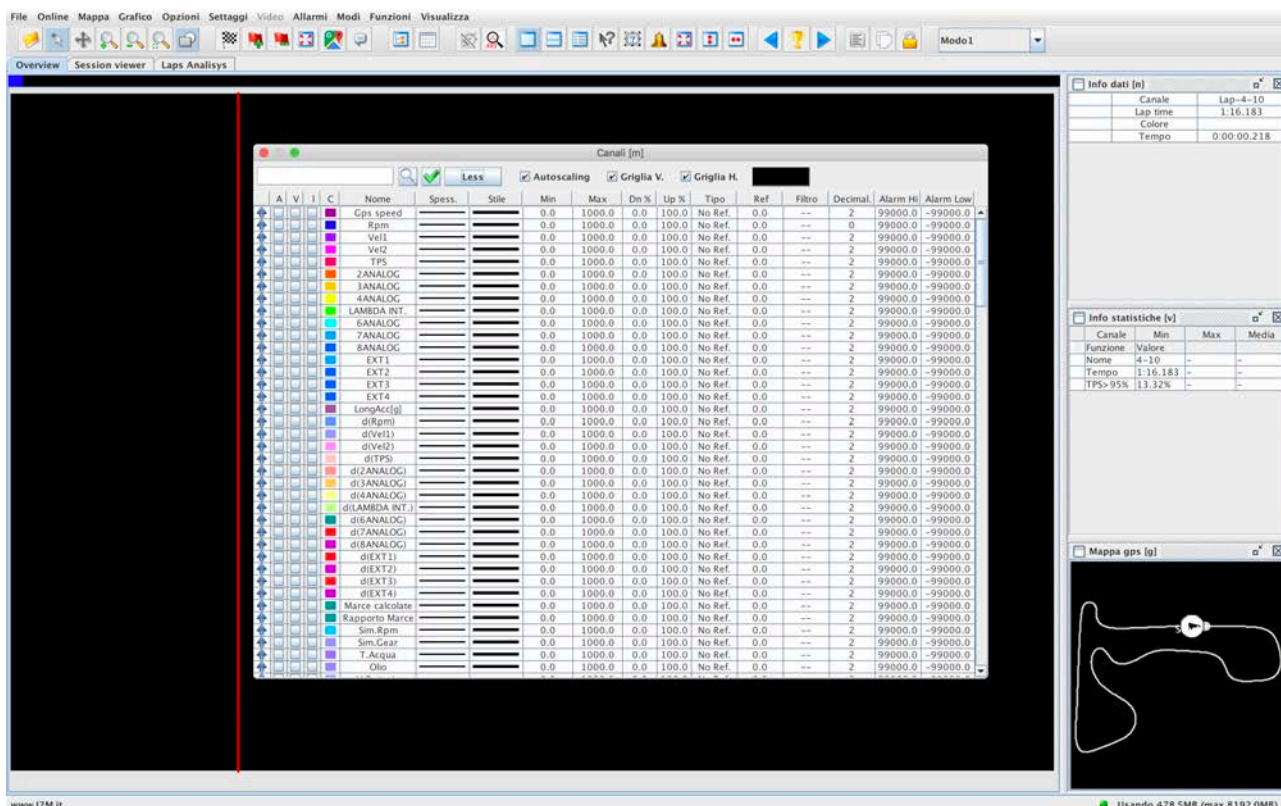 File Online Mappa Grafico Opzioni Settaggi Video Allarmi Modi Funzioni Visualizza
Modo1
Overview Session viewer Laps Analisys
Info dati [n]
Canale Lap-4-10
Lap time 1:16.183
Colore
Tempo 0:00:00.218
Canali [m]
Less Autoscaling Griglia V. Griglia H.
A V I C Nome Spess. Stile Min Max Dn % Up % Tipo Ref Filtro Decimal. Alarm Hi Alarm Low
Gps speed 0.0 1000.0 0.0 100.0 No Ref. 0.0 -- 2 99000.0 -99000.0
Rpm 0.0 1000.0 0.0 100.0 No Ref. 0.0 -- 0 99000.0 -99000.0
Vel1 0.0 1000.0 0.0 100.0 No Ref. 0.0 -- 2 99000.0 -99000.0
Vel2 0.0 1000.0 0.0 100.0 No Ref. 0.0 -- 2 99000.0 -99000.0
TPS 0.0 1000.0 0.0 100.0 No Ref. 0.0 -- 2 99000.0 -99000.0
2ANALOG 0.0 1000.0 0.0 100.0 No Ref. 0.0 -- 2 99000.0 -99000.0
3ANALOG 0.0 1000.0 0.0 100.0 No Ref. 0.0 -- 2 99000.0 -99000.0
4ANALOG 0.0 1000.0 0.0 100.0 No Ref. 0.0 -- 2 99000.0 -99000.0
LAMBDA INT. 0.0 1000.0 0.0 100.0 No Ref. 0.0 -- 2 99000.0 -99000.0
6ANALOG 0.0 1000.0 0.0 100.0 No Ref. 0.0 -- 2 99000.0 -99000.0
7ANALOG 0.0 1000.0 0.0 100.0 No Ref. 0.0 -- 2 99000.0 -99000.0
8ANALOG 0.0 1000.0 0.0 100.0 No Ref. 0.0 -- 2 99000.0 -99000.0
EXT1 0.0 1000.0 0.0 100.0 No Ref. 0.0 -- 2 99000.0 -99000.0
EXT2 0.0 1000.0 0.0 100.0 No Ref. 0.0 -- 2 99000.0 -99000.0
EXT3 0.0 1000.0 0.0 100.0 No Ref. 0.0 -- 2 99000.0 -99000.0
EXT4 0.0 1000.0 0.0 100.0 No Ref. 0.0 -- 2 99000.0 -99000.0
LongAcc[g] 0.0 1000.0 0.0 100.0 No Ref. 0.0 -- 2 99000.0 -99000.0
d(Rpm) 0.0 1000.0 0.0 100.0 No Ref. 0.0 -- 2 99000.0 -99000.0
d(Vel1) 0.0 1000.0 0.0 100.0 No Ref. 0.0 -- 2 99000.0 -99000.0
d(Vel2) 0.0 1000.0 0.0 100.0 No Ref. 0.0 -- 2 99000.0 -99000.0
d(TPS) 0.0 1000.0 0.0 100.0 No Ref. 0.0 -- 2 99000.0 -99000.0
d(2ANALOG) 0.0 1000.0 0.0 100.0 No Ref. 0.0 -- 2 99000.0 -99000.0
d(3ANALOG) 0.0 1000.0 0.0 100.0 No Ref. 0.0 -- 2 99000.0 -99000.0
d(4ANALOG) 0.0 1000.0 0.0 100.0 No Ref. 0.0 -- 2 99000.0 -99000.0
d(LAMBDA INT.) 0.0 1000.0 0.0 100.0 No Ref. 0.0 -- 2 99000.0 -99000.0
d(6ANALOG) 0.0 1000.0 0.0 100.0 No Ref. 0.0 -- 2 99000.0 -99000.0
d(7ANALOG) 0.0 1000.0 0.0 100.0 No Ref. 0.0 -- 2 99000.0 -99000.0
d(8ANALOG) 0.0 1000.0 0.0 100.0 No Ref. 0.0 -- 2 99000.0 -99000.0
d(EXT1) 0.0 1000.0 0.0 100.0 No Ref. 0.0 -- 2 99000.0 -99000.0
d(EXT2) 0.0 1000.0 0.0 100.0 No Ref. 0.0 -- 2 99000.0 -99000.0
d(EXT3) 0.0 1000.0 0.0 100.0 No Ref. 0.0 -- 2 99000.0 -99000.0
d(EXT4) 0.0 1000.0 0.0 100.0 No Ref. 0.0 -- 2 99000.0 -99000.0
Marce calcolate 0.0 1000.0 0.0 100.0 No Ref. 0.0 -- 2 99000.0 -99000.0
Rapporto Marce 0.0 1000.0 0.0 100.0 No Ref. 0.0 -- 2 99000.0 -99000.0
Sim.Rpm 0.0 1000.0 0.0 100.0 No Ref. 0.0 -- 2 99000.0 -99000.0
Sim.Gear 0.0 1000.0 0.0 100.0 No Ref. 0.0 -- 2 99000.0 -99000.0
T.Acqua 0.0 1000.0 0.0 100.0 No Ref. 0.0 -- 2 99000.0 -99000.0
Olio 0.0 1000.0 0.0 100.0 No Ref. 0.0 -- 2 99000.0 -99000.0
Info statistiche [v]
Canale Min Max Media
Funzione Valore
Nome 4-10 - -
Tempo 1:16.183 - -
TPS>95% 13.32% - -
Mappa gps [g]
S
www.I2M.it
Usando 478.5MB (max 8192.0MB)